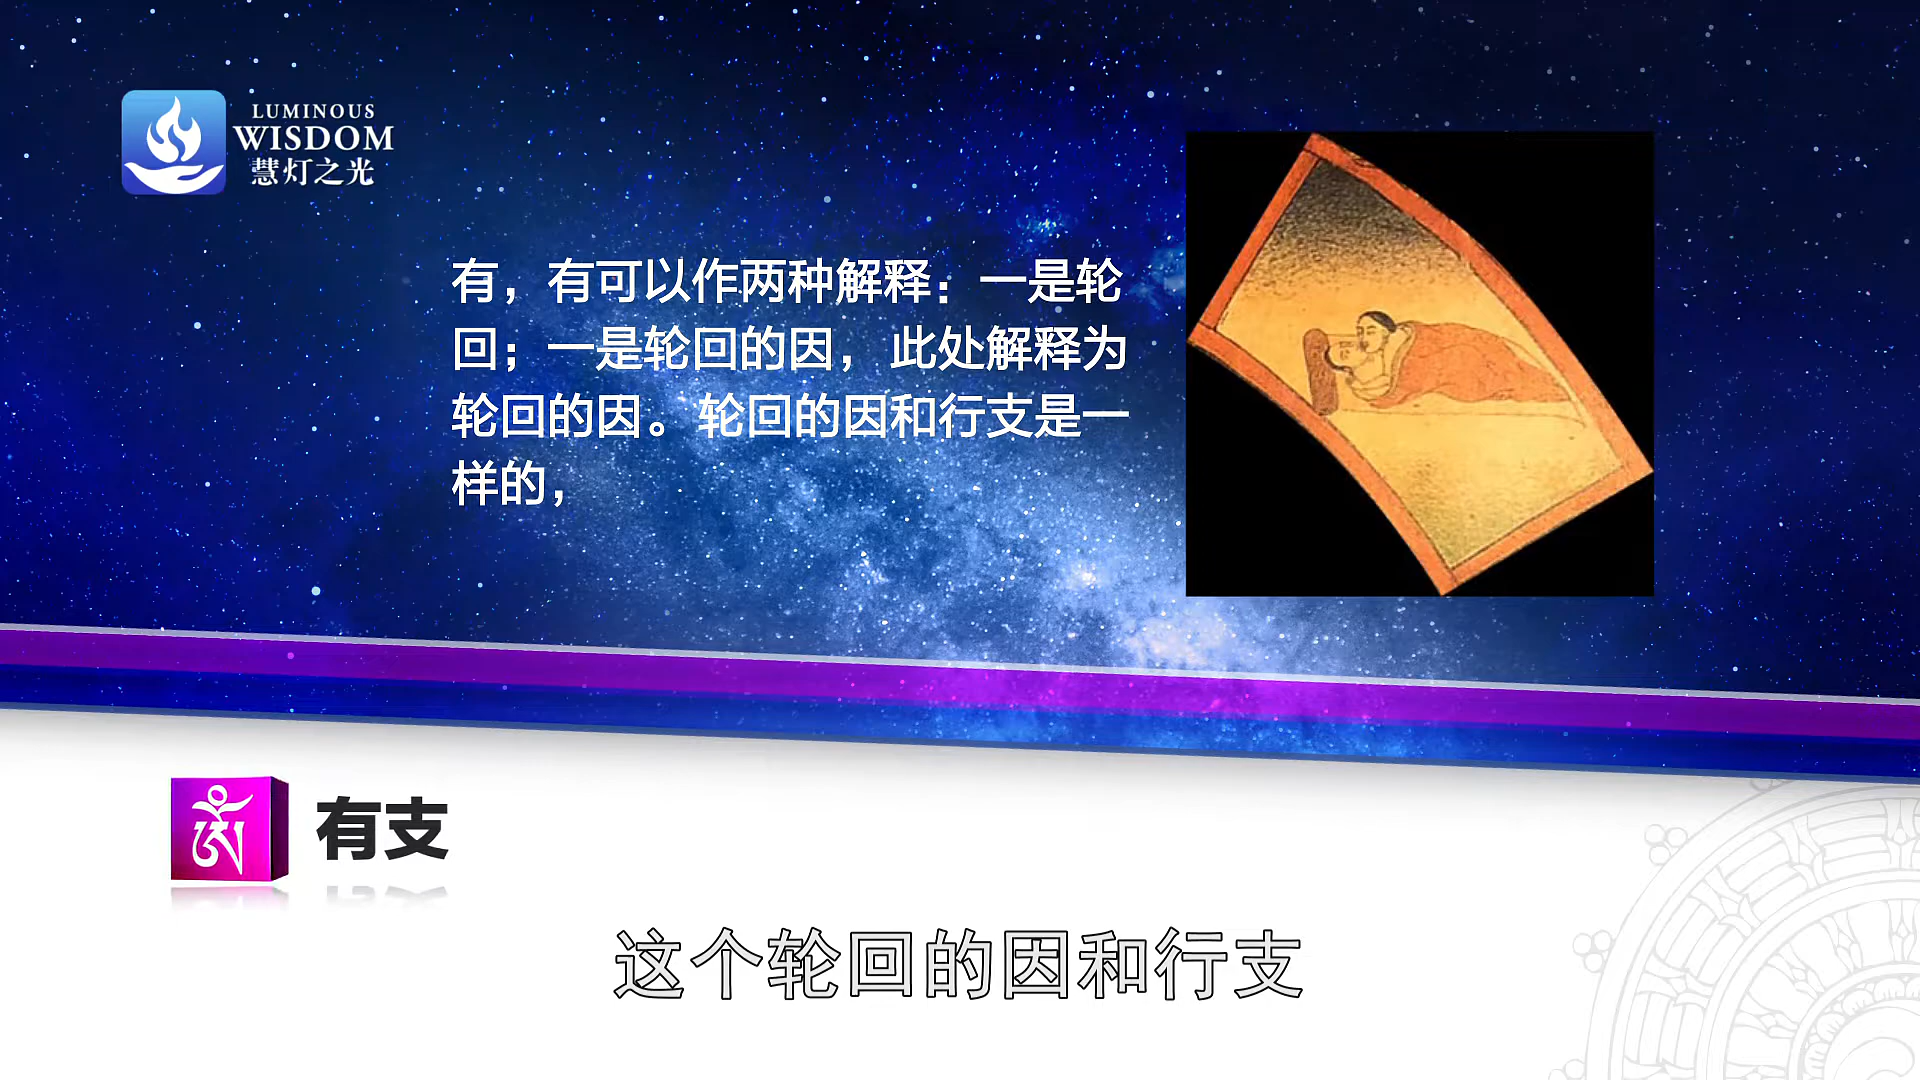 LUMINOUS
WISDOM
慧灯之光
有，有可以作两种解释：一是轮
回；一是轮回的因，此处解释为
轮回的因。轮回的因和行支是一
样的，
ༀ
有支
这个轮回的因和行支